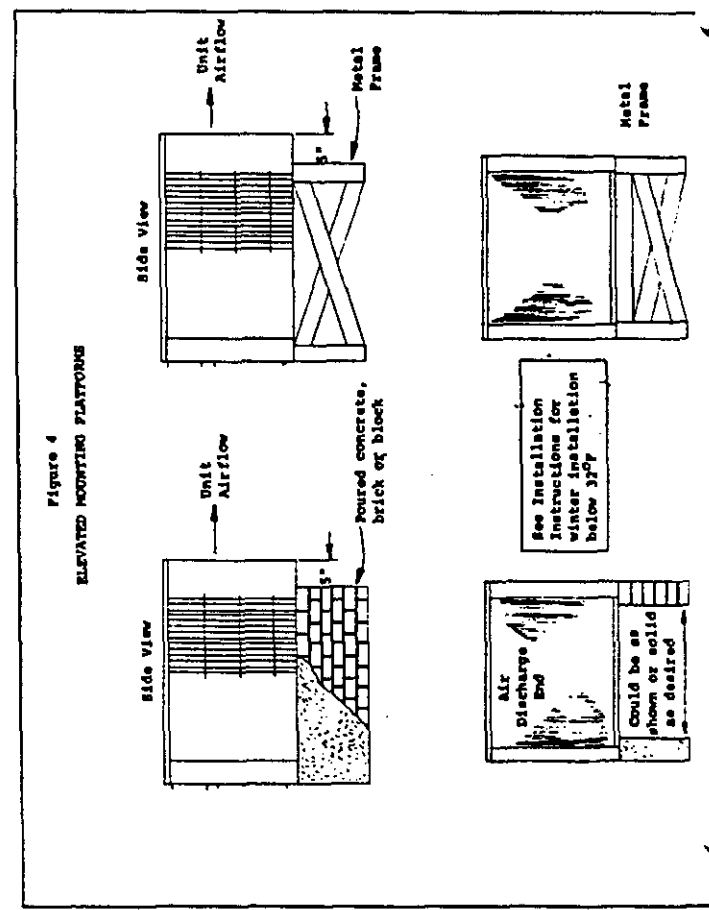 Figure 4
ELEVATED MOUNTING PLATFORMS
Side View
Unit
Airflow
5"
Poured concrete,
brick or block
Side View
Unit
Airflow
5"
Metal
Frame
Air
Discharge
End
Could be as
shown or solid
as desired
See Installation
Instructions for
winter installation
below 32°F
Metal
Frame